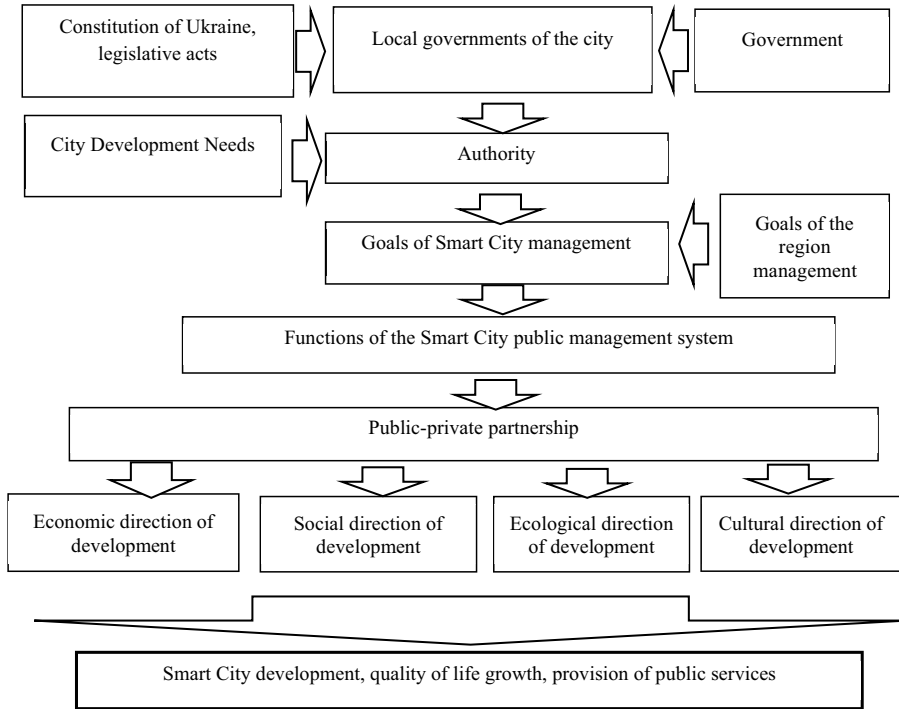 Constitution of Ukraine,
legislative acts
Local governments of the city
Government
City Development Needs
Authority
Goals of Smart City management
Goals of the
region
management
Functions of the Smart City public management system
Public-private partnership
Economic direction of
development
Social direction of
development
Ecological direction
of development
Cultural direction of
development
Smart City development, quality of life growth, provision of public services